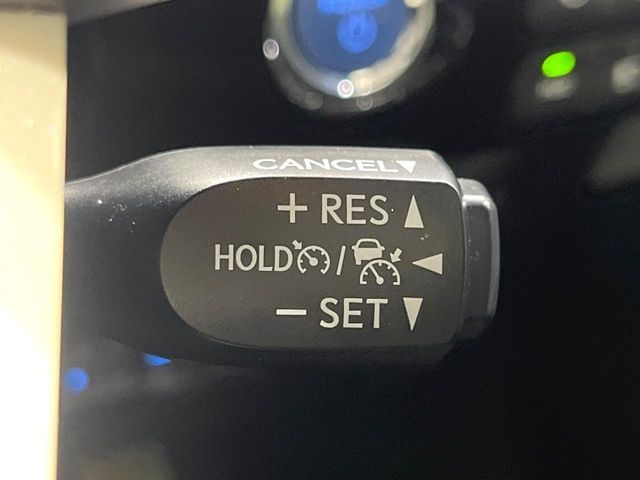 CANCEL▼
+ RES ▲
HOLD / ◀
− SET ▼